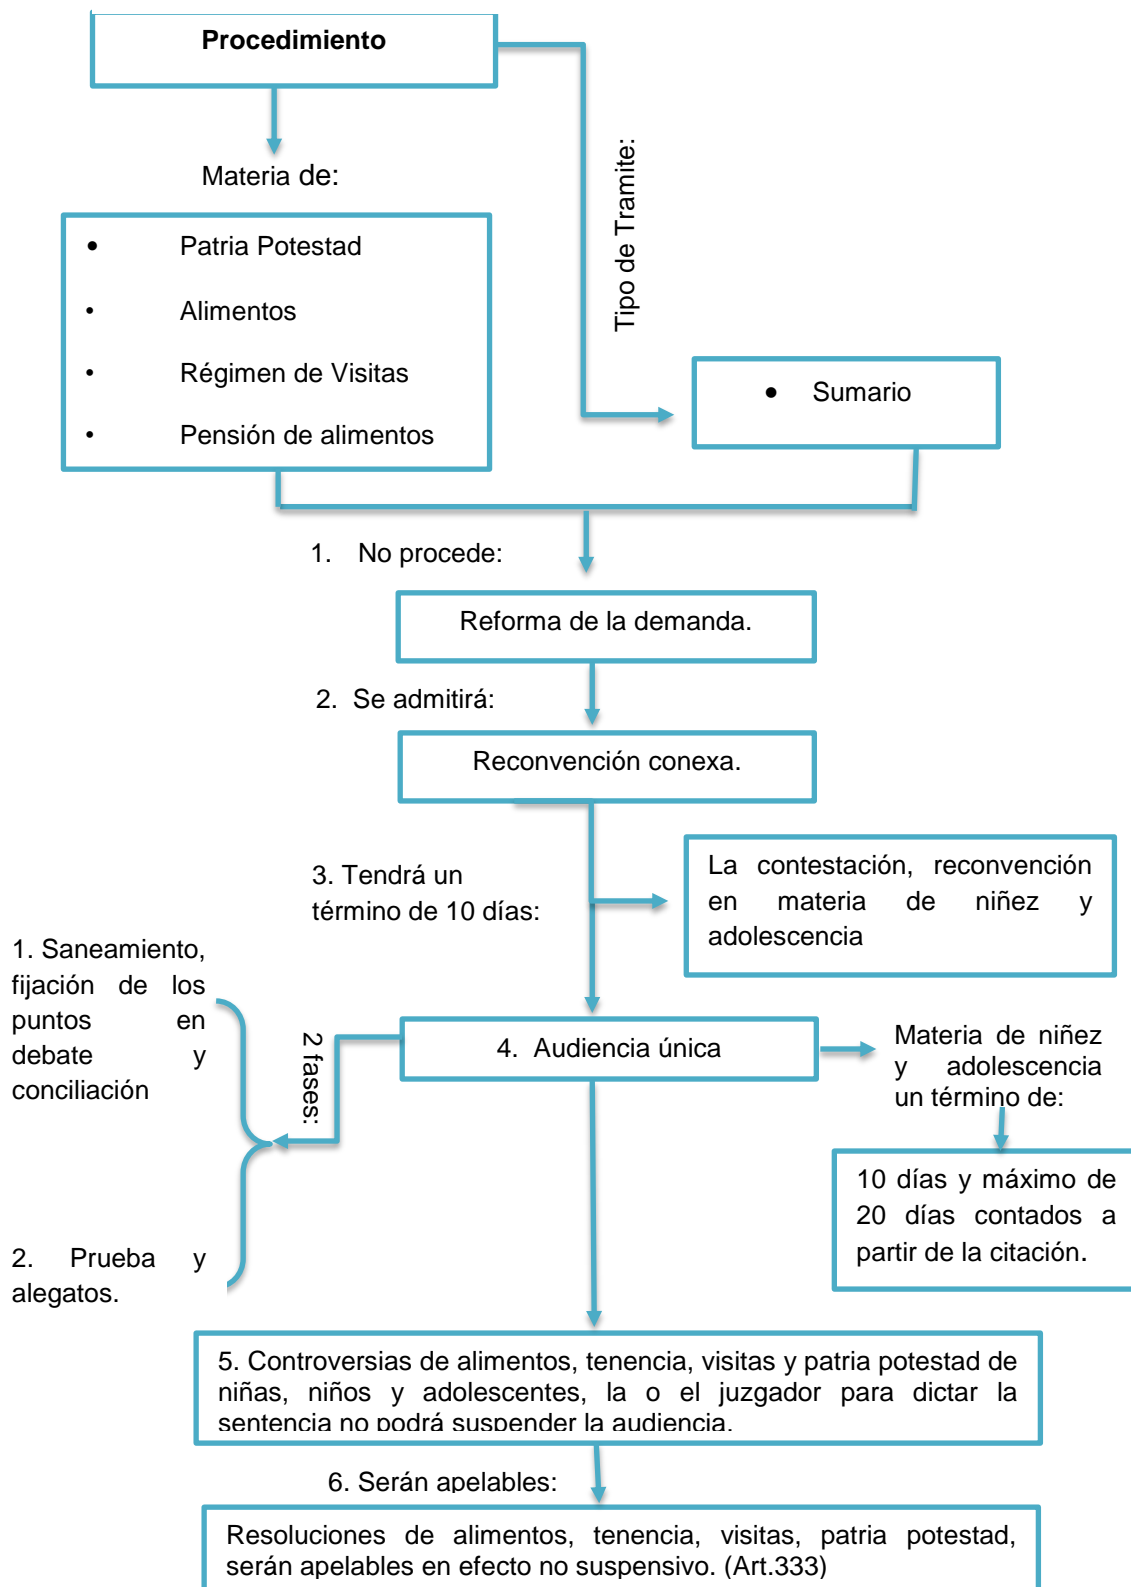 Procedimiento
Tipo de Tramite:
Materia de:
• Patria Potestad
• Alimentos
• Régimen de Visitas
• Pensión de alimentos
• Sumario
1. No procede:
Reforma de la demanda.
2. Se admitirá:
Reconvención conexa.
3. Tendrá un
término de 10 días:
La contestación, reconvención
en materia de niñez y
adolescencia
4. Audiencia única
2 fases:
1. Saneamiento,
fijación de los
puntos en
debate y
conciliación
2. Prueba y
alegatos.
Materia de niñez
y adolescencia
un término de:
10 días y máximo de
20 días contados a
partir de la citación.
5. Controversias de alimentos, tenencia, visitas y patria potestad de
niñas, niños y adolescentes, la o el juzgador para dictar la
sentencia no podrá suspender la audiencia.
6. Serán apelables:
Resoluciones de alimentos, tenencia, visitas, patria potestad,
serán apelables en efecto no suspensivo. (Art.333)